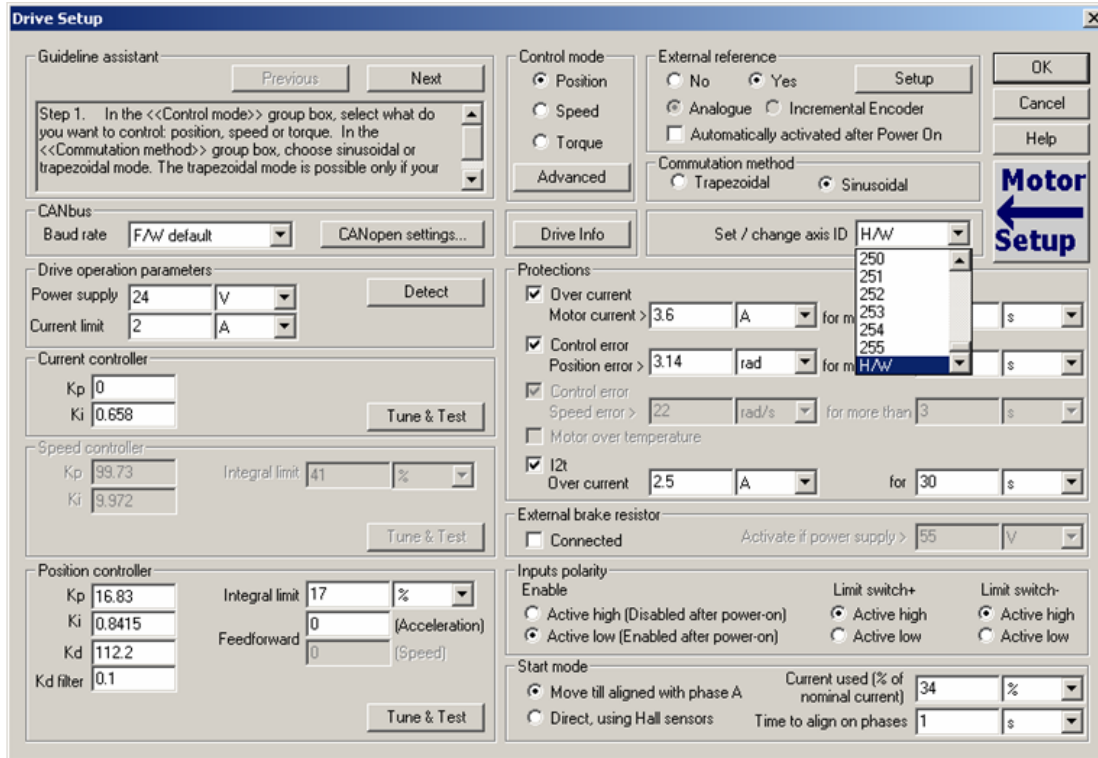 Drive Setup
Guideline assistant
Previous
Next
Step 1. In the <<Control mode>> group box, select what do
you want to control: position, speed or torque. In the
<<Commutation method>> group box, choose sinusoidal or
trapezoidal mode. The trapezoidal mode is possible only if your
Control mode
Position
Speed
Torque
Advanced
External reference
No Yes Setup
Analogue Incremental Encoder
Automatically activated after Power On
Commutation method
Trapezoidal Sinusoidal
OK
Cancel
Help
Motor
Setup
CANbus
Baud rate F/W default CANopen settings...
Drive Info
Set / change axis ID H/W
250
251
252
253
254
255
H/W
Drive operation parameters
Power supply 24 V Detect
Current limit 2 A
Current controller
Kp 0
Ki 0.658
Tune & Test
Speed controller
Kp 99.73 Integral limit 41 %
Ki 9.972
Tune & Test
Position controller
Kp 16.83 Integral limit 17 %
Ki 0.8415
Feedforward 0 (Acceleration)
0 (Speed)
Kd 112.2
Kd filter 0.1
Tune & Test
Protections
Over current
Motor current > 3.6 A for m s
Control error
Position error > 3.14 rad for m s
Control error
Speed error > 22 rad/s for more than 3 s
Motor over temperature
I2t
Over current 2.5 A for 30 s
External brake resistor
Connected Activate if power supply > 55 V
Inputs polarity
Enable
Active high (Disabled after power-on)
Active low (Enabled after power-on)
Limit switch+
Active high
Active low
Limit switch-
Active high
Active low
Start mode
Move till aligned with phase A
Direct, using Hall sensors
Current used (% of
nominal current) 34 %
Time to align on phases 1 s